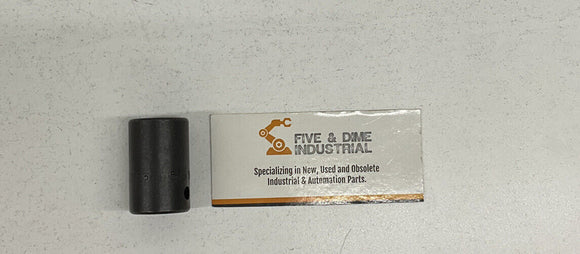 FIVE & DIME
INDUSTRIAL
Specializing in New, Used and Obsolete
Industrial & Automation Parts.